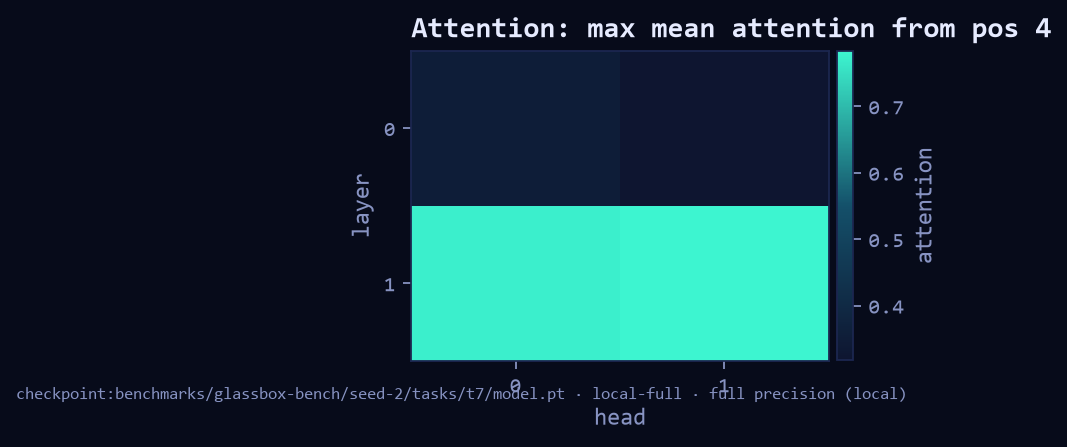 Attention: max mean attention from pos 4
0
1
layer
0.7
0.6
0.5
0.4
attention
0 1
checkpoint:benchmarks/glassbox-bench/seed-2/tasks/t7/model.pt · local-full · full precision (local)
head